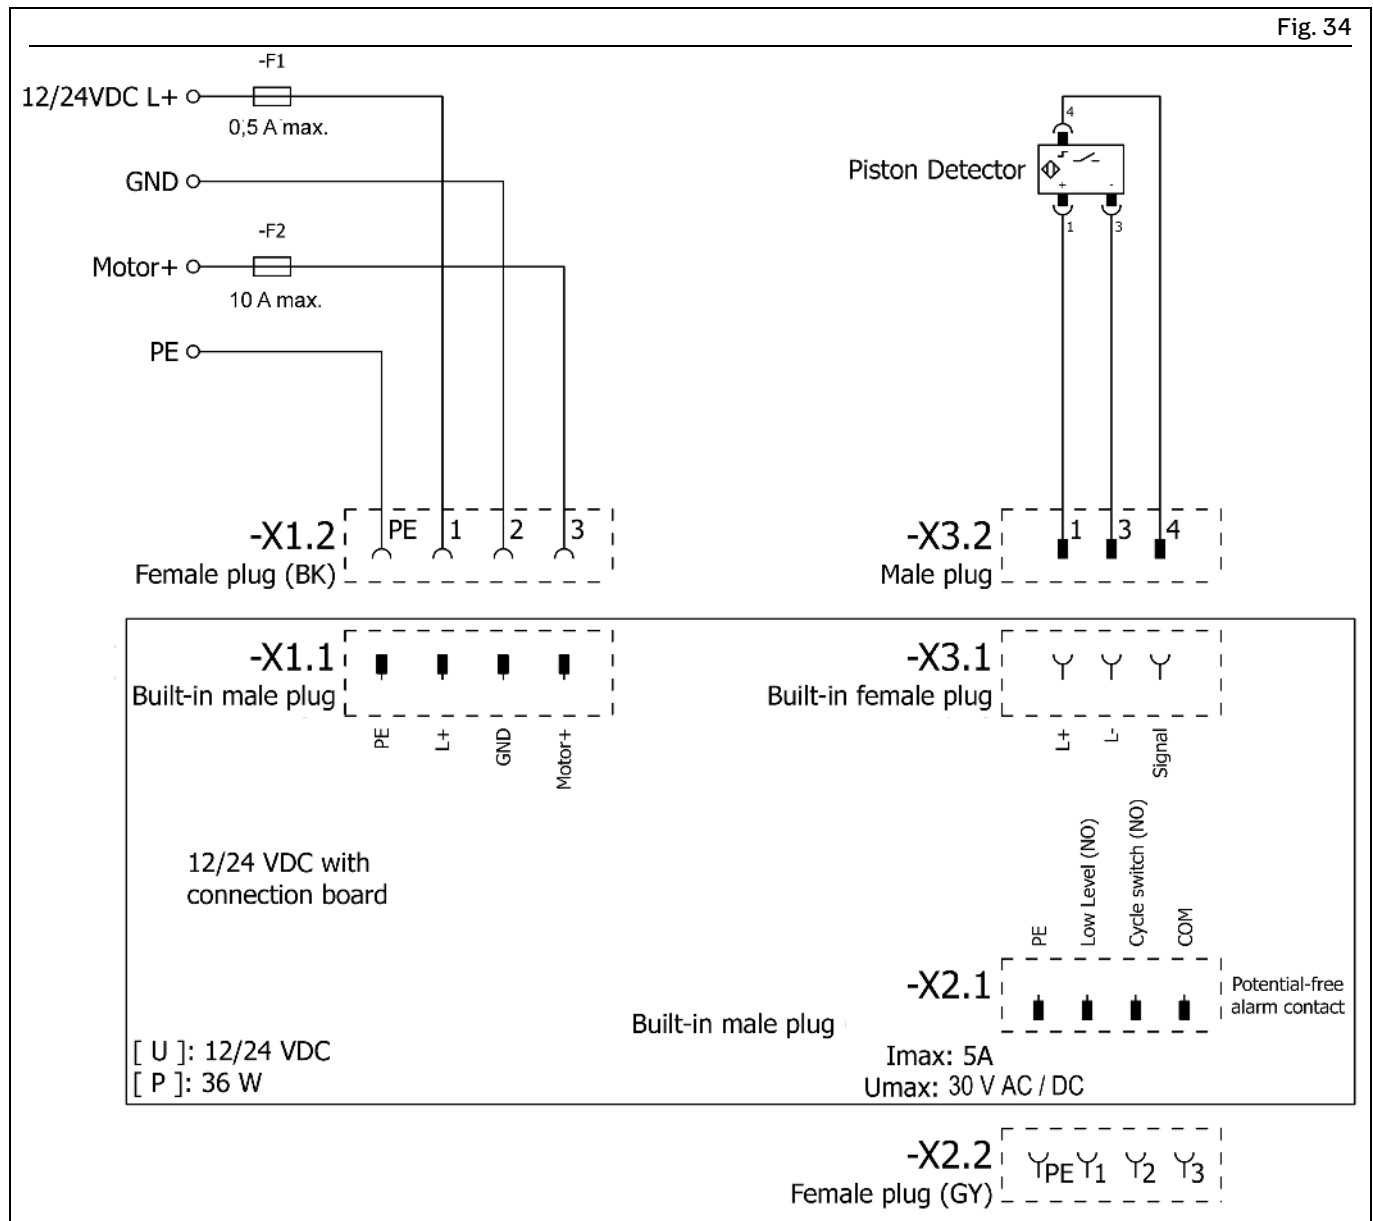 Fig. 34
-F1
12/24VDC L+
0,5 A max.
GND
-F2
Motor+
10 A max.
PE
4
Piston Detector
+ -
1 3
-X1.2
PE 1 2 3
Female plug (BK)
-X3.2
1 3 4
Male plug
-X1.1
Built-in male plug
PE
L+
GND
Motor+
-X3.1
Built-in female plug
L+
L-
Signal
12/24 VDC with
connection board
PE
Low Level (NO)
Cycle switch (NO)
COM
-X2.1
Built-in male plug
Potential-free
alarm contact
[ U ]: 12/24 VDC
[ P ]: 36 W
Imax: 5A
Umax: 30 V AC / DC
-X2.2
PE 1 2 3
Female plug (GY)